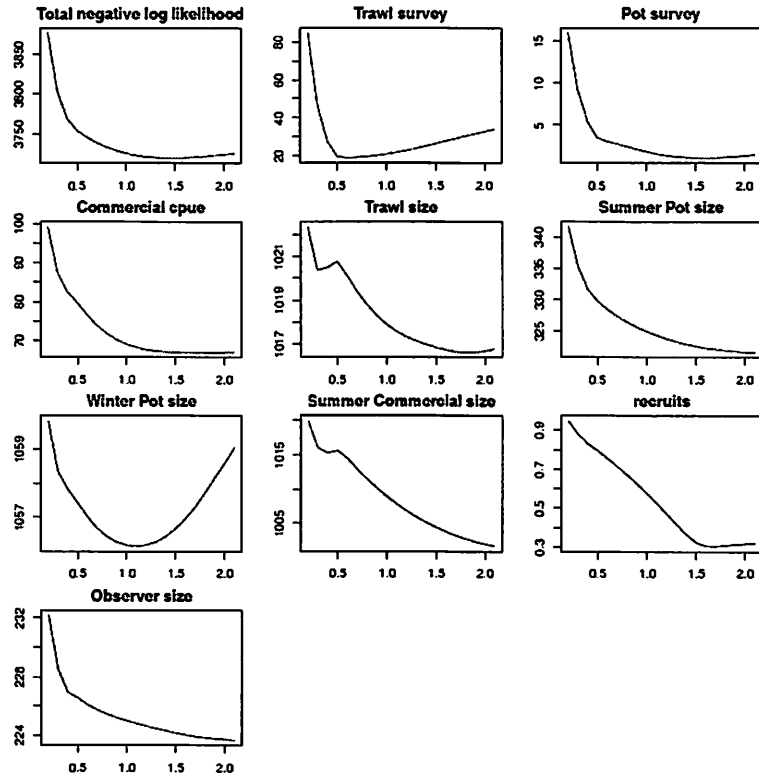 Total negative log likelihood
3850
3800
3750
0.5 1.0 1.5 2.0
Trawl survey
80
60
40
20
0.5 1.0 1.5 2.0
Pot survey
15
10
5
0.5 1.0 1.5 2.0
Commercial cpue
100
90
80
70
0.5 1.0 1.5 2.0
Trawl size
1021
1019
1017
0.5 1.0 1.5 2.0
Summer Pot size
340
335
330
325
0.5 1.0 1.5 2.0
Winter Pot size
1059
1057
0.5 1.0 1.5 2.0
Summer Commercial size
1015
1005
0.5 1.0 1.5 2.0
recruits
0.9
0.7
0.5
0.3
0.5 1.0 1.5 2.0
Observer size
232
228
224
0.5 1.0 1.5 2.0